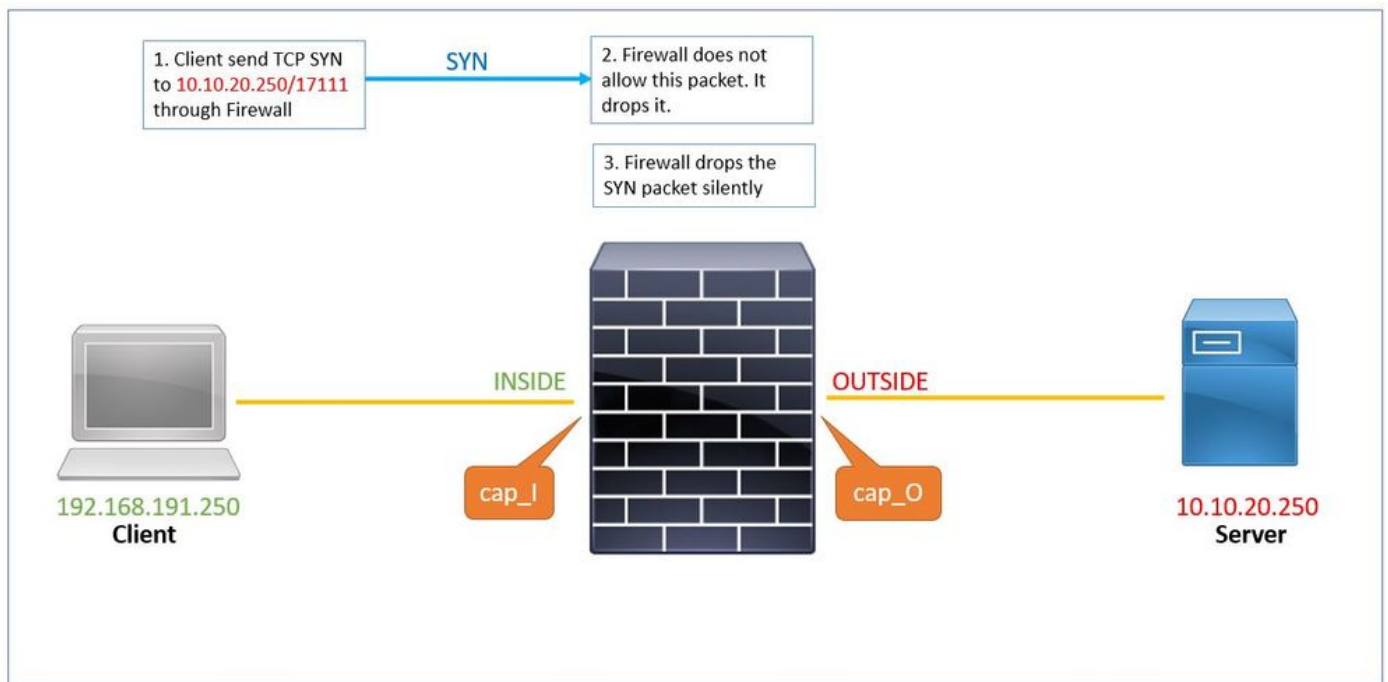 1. Client send TCP SYN
to 10.10.20.250/17111
through Firewall
SYN
2. Firewall does not
allow this packet. It
drops it.
3. Firewall drops the
SYN packet silently
INSIDE
OUTSIDE
cap_I
cap_O
192.168.191.250
Client
10.10.20.250
Server